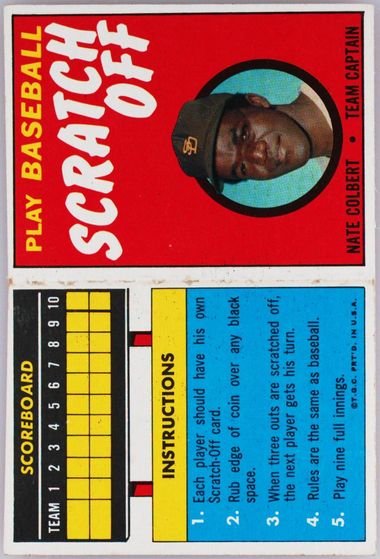 PLAY BASEBALL
SCRATCH
OFF
SD
NATE COLBERT • TEAM CAPTAIN
SCOREBOARD
TEAM 1 2 3 4 5 6 7 8 9 10
INSTRUCTIONS
1. Each player should have his own
Scratch-Off card.
2. Rub edge of coin over any black
space.
3. When three outs are scratched off,
the next player gets his turn.
4. Rules are the same as baseball.
5. Play nine full innings.
©T.C.G. PRT'D. IN U.S.A.